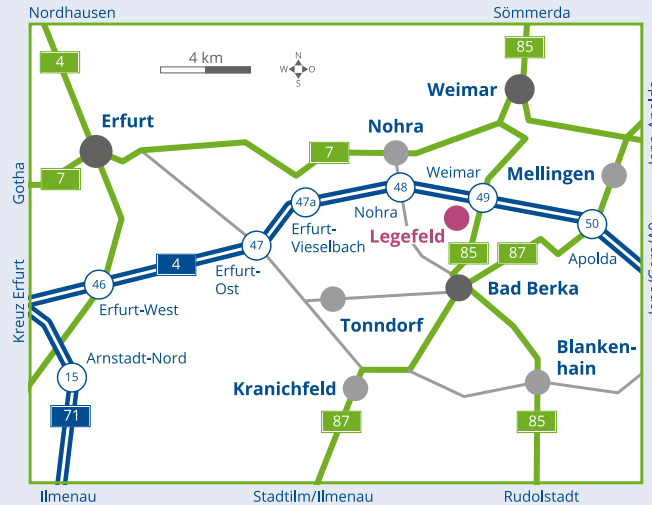 Nordhausen
Sömmerda
4
4 km
N
W O
S
85
Weimar
Erfurt
Nohra
7
7
Gotha
Weimar
Mellingen
47a
48
49
Nohra
Legefeld
Erfurt-
Vieselbach
50
47
4
85
87
Apolda
Erfurt-
Ost
46
Erfurt-West
Kreuz Erfurt
Bad Berka
Tonndorf
Arnstadt-Nord
15
71
Blanken-
hain
Kranichfeld
87
85
Ilmenau
Stadtilm/Ilmenau
Rudolstadt